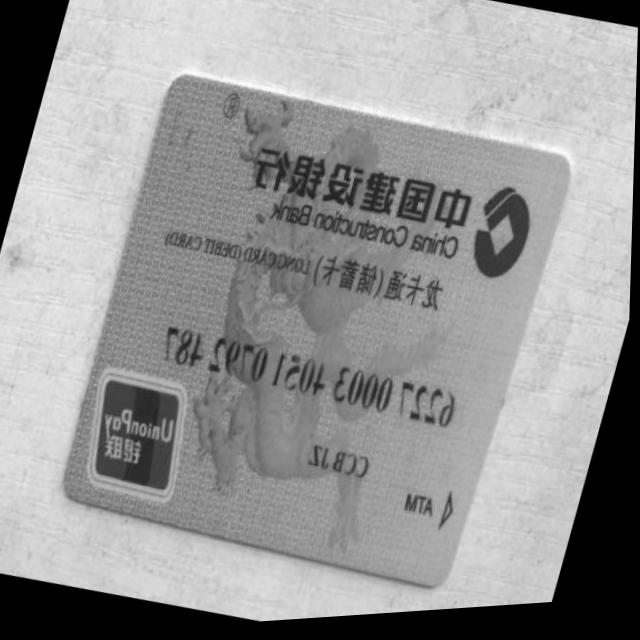 中国建设银行
China Construction Bank
龙卡通(储蓄卡) LONG CARD (DEBIT CARD)
6227 0003 4051 0792 487
CCB JZ
ATM
UnionPay
银联